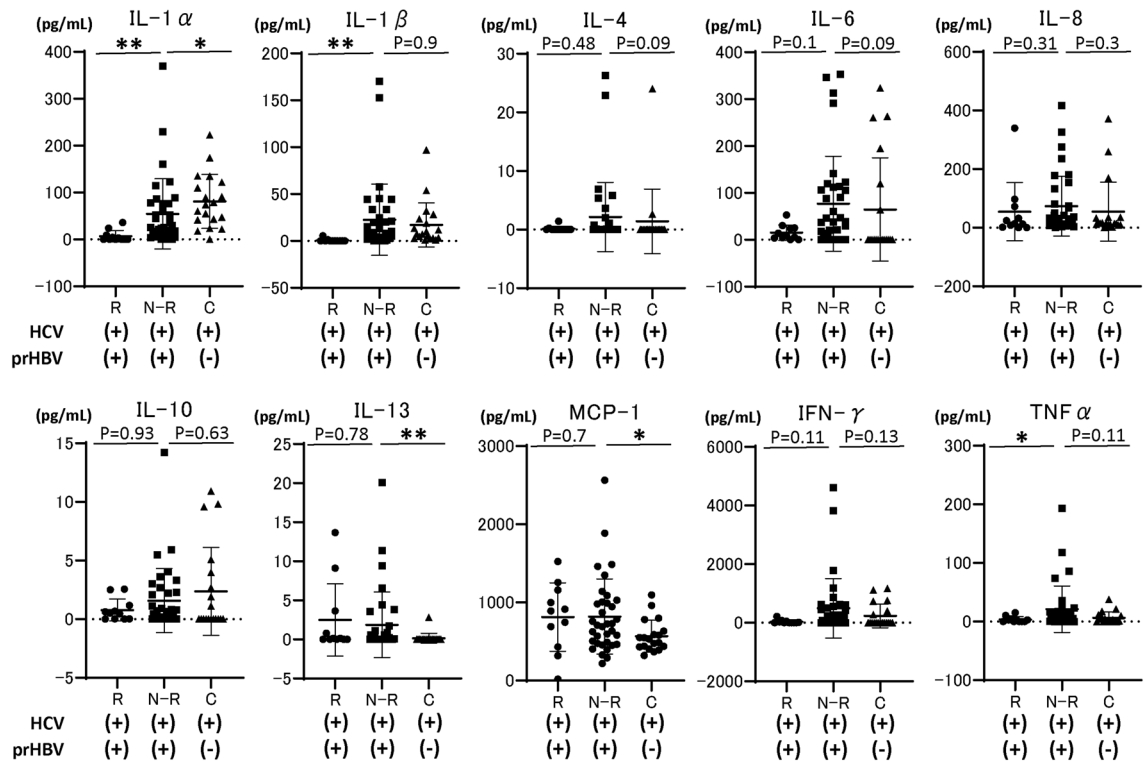 IL-1α IL-1β IL-4 IL-6 IL-8
(pg/mL) (pg/mL) (pg/mL) (pg/mL) (pg/mL)
** * ** P=0.9 P=0.48 P=0.09 P=0.1 P=0.09 P=0.31 P=0.3
400 200 30 400 600
300 150 300 400
200 100 20 200
100 50 10 100 200
0 0 0 0 0
-100 -50 -10 -100 -200
R N-R C R N-R C R N-R C R N-R C R N-R C
HCV (+) (+) (+) (+) (+) (+) (+) (+) (+) (+) (+) (+) (+) (+) (+)
prHBV (+) (+) (-) (+) (+) (-) (+) (+) (-) (+) (+) (-) (+) (+) (-)
IL-10 IL-13 MCP-1 IFN-γ TNFα
(pg/mL) (pg/mL) (pg/mL) (pg/mL) (pg/mL)
P=0.93 P=0.63 P=0.78 ** P=0.7 * P=0.11 P=0.13 * P=0.11
15 25 3000 6000 300
20
10 15 2000 4000 200
10
5 5 1000 2000 100
0 0 0 0
-5 -5 0 -2000 -100
R N-R C R N-R C R N-R C R N-R C R N-R C
HCV (+) (+) (+) (+) (+) (+) (+) (+) (+) (+) (+) (+) (+) (+) (+)
prHBV (+) (+) (-) (+) (+) (-) (+) (+) (-) (+) (+) (-) (+) (+) (-)